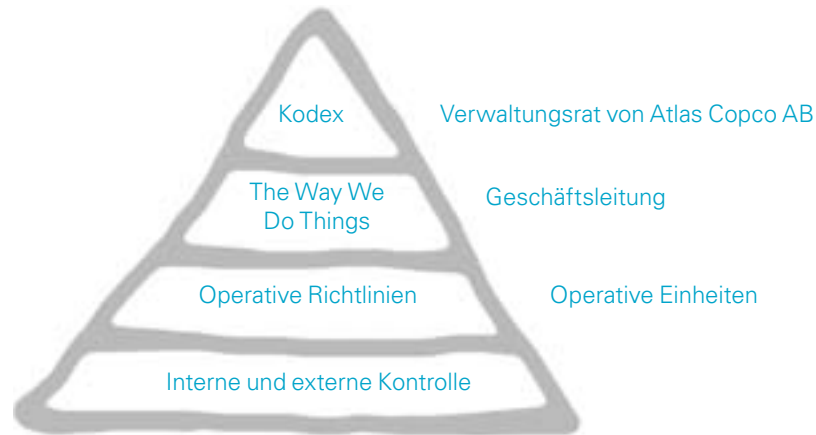 Kodex
Verwaltungsrat von Atlas Copco AB
The Way We
Do Things
Geschäftsleitung
Operative Richtlinien
Operative Einheiten
Interne und externe Kontrolle